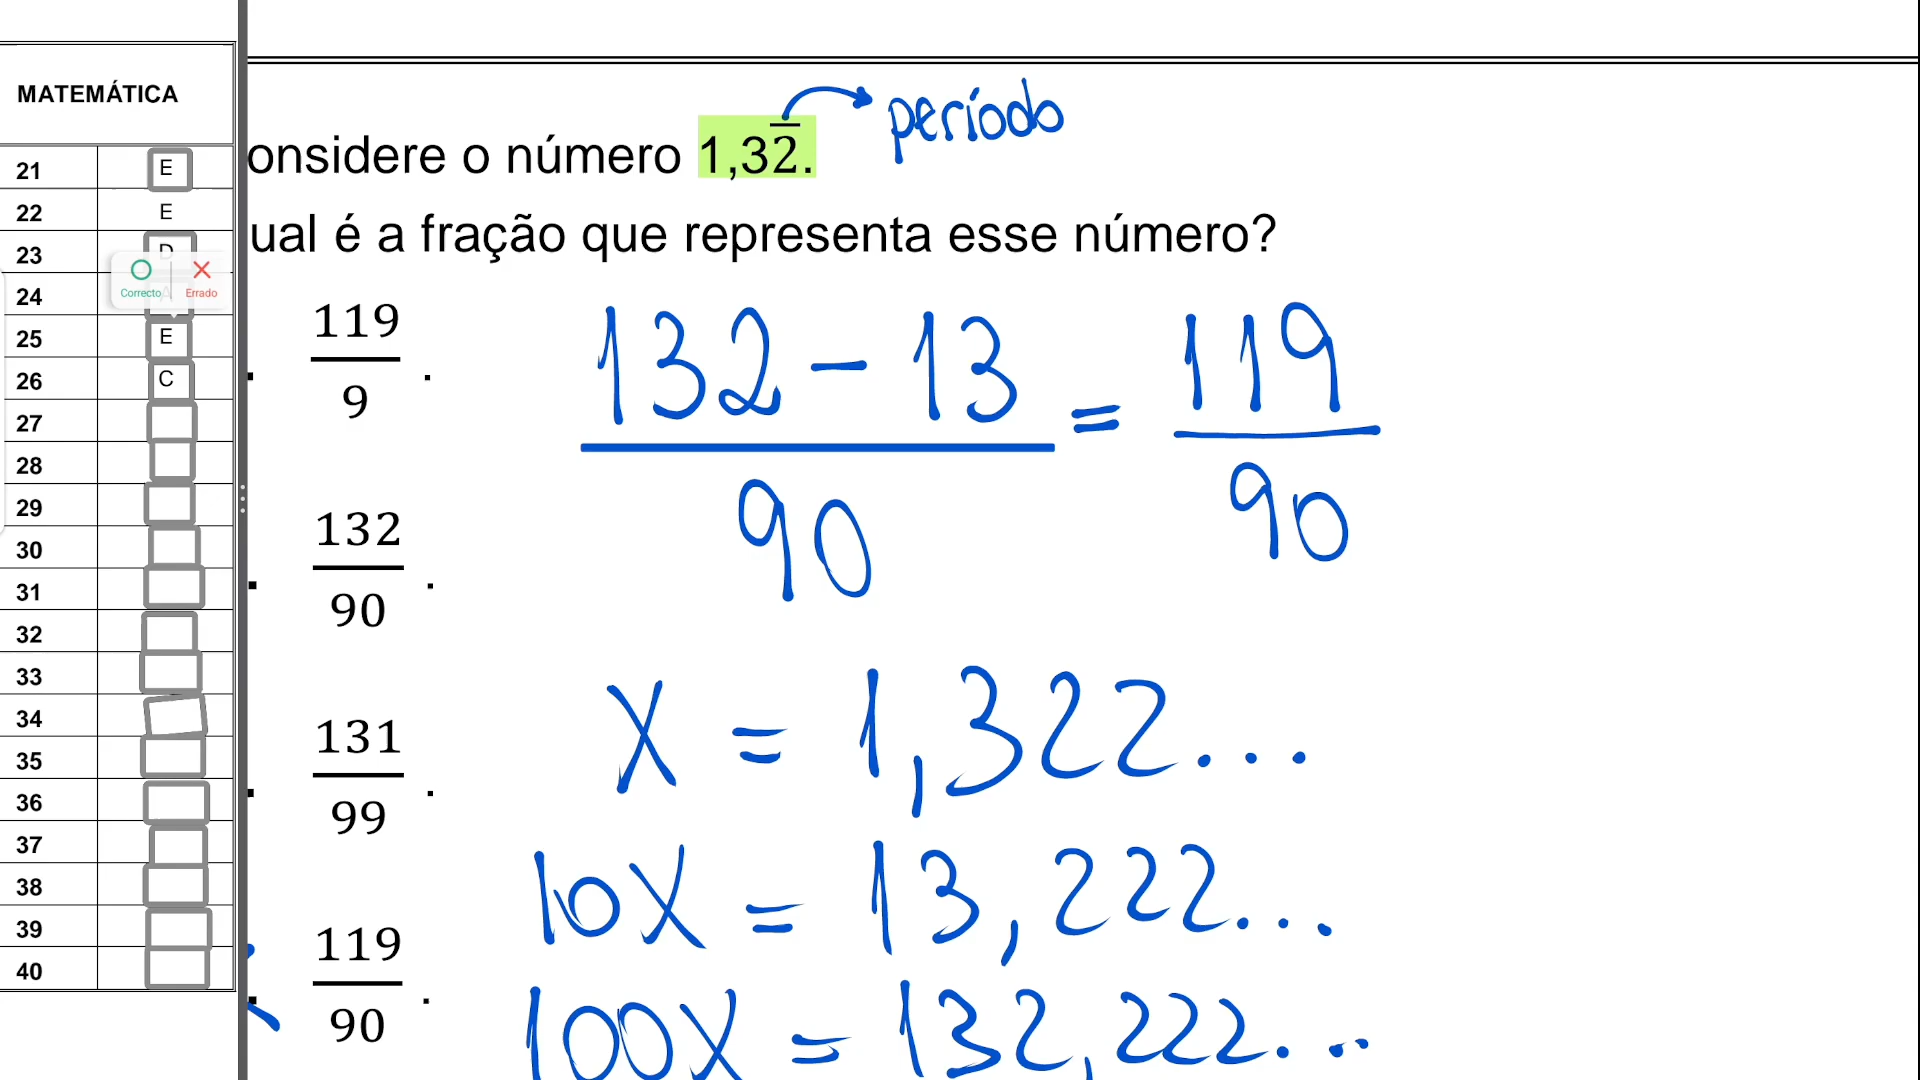 MATEMÁTICA
21 E
22 E
23 D
Correcto Errado
24 A
25 E
26 C
27
28
29
30
31
32
33
34
35
36
37
38
39
40
onsidere o número 1,32̅.
período
ual é a fração que representa esse número?
119/9 .
132 - 13 / 90 = 119/90
132/90 .
x = 1,322...
131/99 .
10x = 13,222...
119/90 .
100x = 132,222...